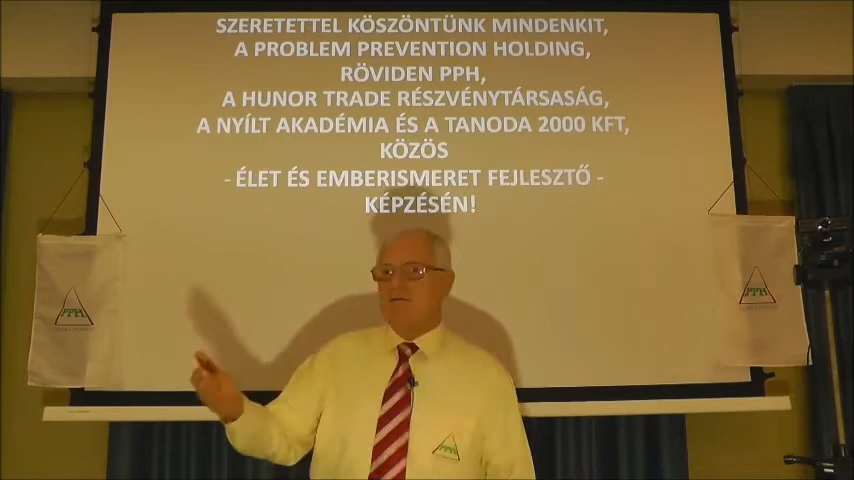 SZERETETTEL KÖSZÖNTÜNK MINDENKIT,
A PROBLEM PREVENTION HOLDING,
RÖVIDEN PPH,
A HUNOR TRADE RÉSZVÉNYTÁRSASÁG
A NYÍLT AKADÉMIA ÉS A TANODA 2000 KFT,
KÖZÖS
- ÉLET ÉS EMBERISMERET FEJLESZTŐ -
KÉPZÉSÉN!
PPH
PPH
PPH